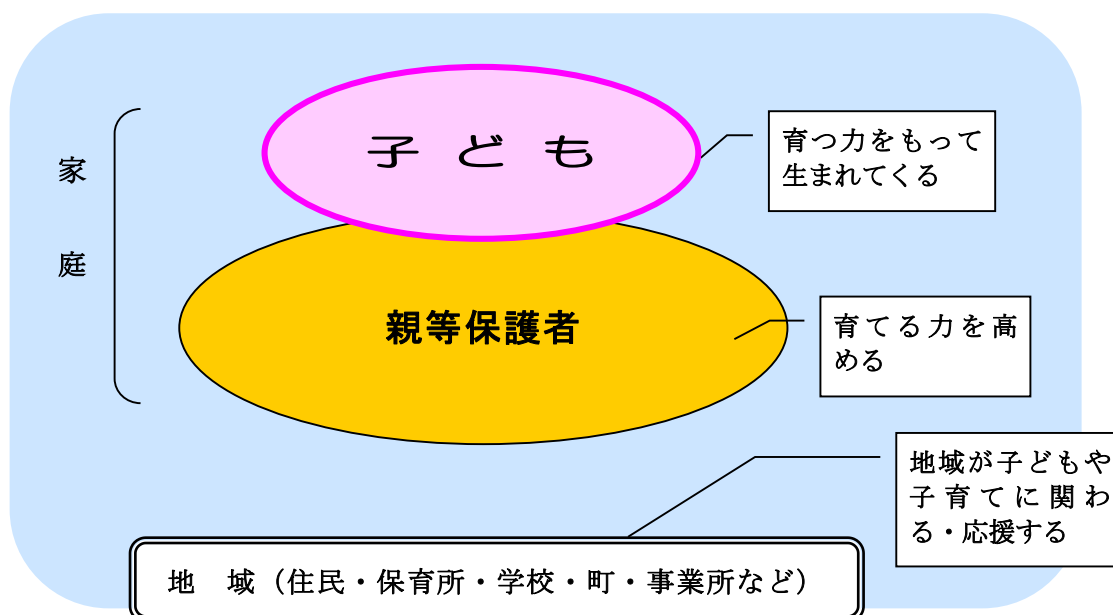 子ども
育つ力をもって
生まれてくる
家
庭
親等保護者
育てる力を高
める
地域が子どもや
子育てに関わ
る・応援する
地　域（住民・保育所・学校・町・事業所など）